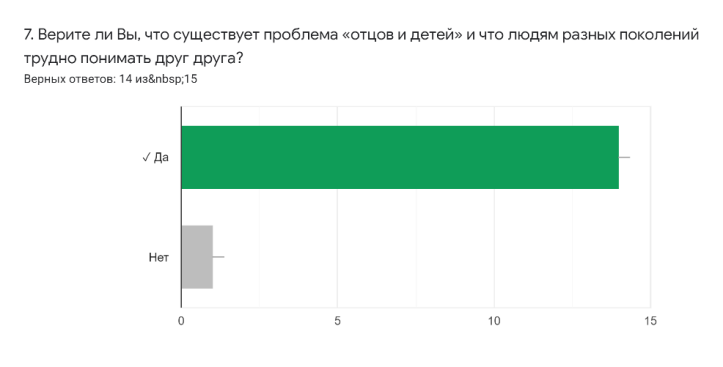 7. Верите ли Вы, что существует проблема «отцов и детей» и что людям разных поколений
трудно понимать друг друга?
Верных ответов: 14 из&nbsp;15
✓ Да
Нет
0 5 10 15